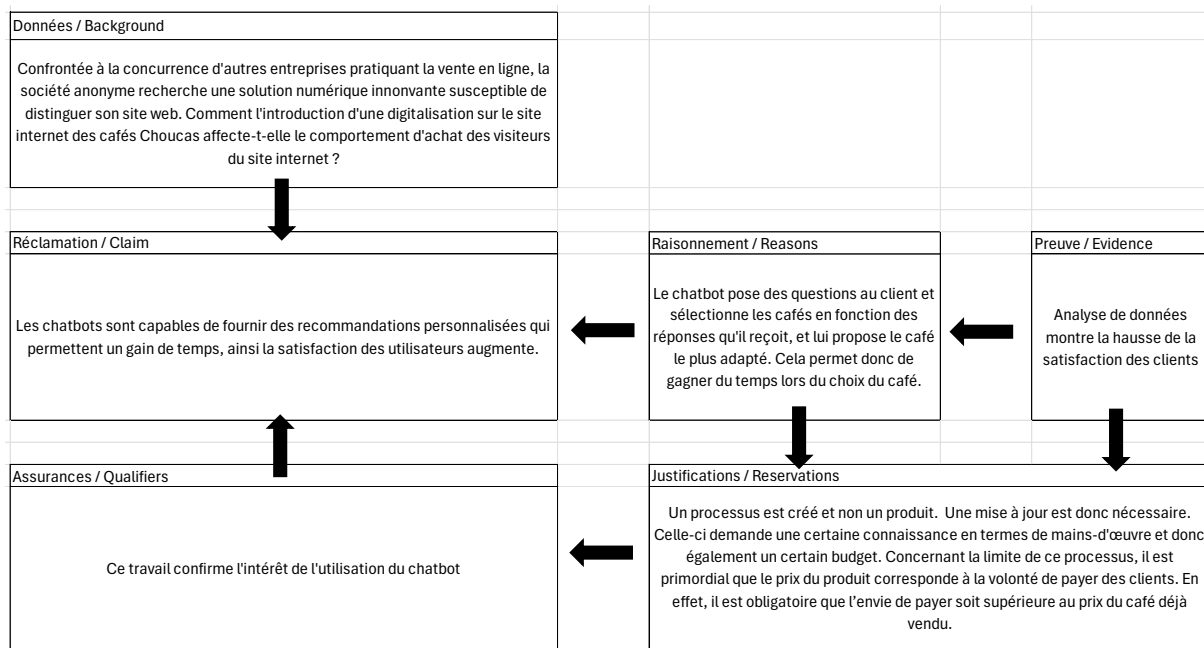 Données / Background
Confrontée à la concurrence d'autres entreprises pratiquant la vente en ligne, la
société anonyme recherche une solution numérique innonvante susceptible de
distinguer son site web. Comment l'introduction d'une digitalisation sur le site
internet des cafés Choucas affecte-t-elle le comportement d'achat des visiteurs
du site internet ?
Réclamation / Claim
Les chatbots sont capables de fournir des recommandations personnalisées qui
permettent un gain de temps, ainsi la satisfaction des utilisateurs augmente.
Raisonnement / Reasons
Le chatbot pose des questions au client et
sélectionne les cafés en fonction des
réponses qu'il reçoit, et lui propose le café
le plus adapté. Cela permet donc de
gagner du temps lors du choix du café.
Preuve / Evidence
Analyse de données
montre la hausse de la
satisfaction des clients
Assurances / Qualifiers
Ce travail confirme l'intérêt de l'utilisation du chatbot
Justifications / Reservations
Un processus est créé et non un produit.  Une mise à jour est donc nécessaire.
Celle-ci demande une certaine connaissance en termes de mains-d'œuvre et donc
également un certain budget. Concernant la limite de ce processus, il est
primordial que le prix du produit corresponde à la volonté de payer des clients. En
effet, il est obligatoire que l'envie de payer soit supérieure au prix du café déjà
vendu.